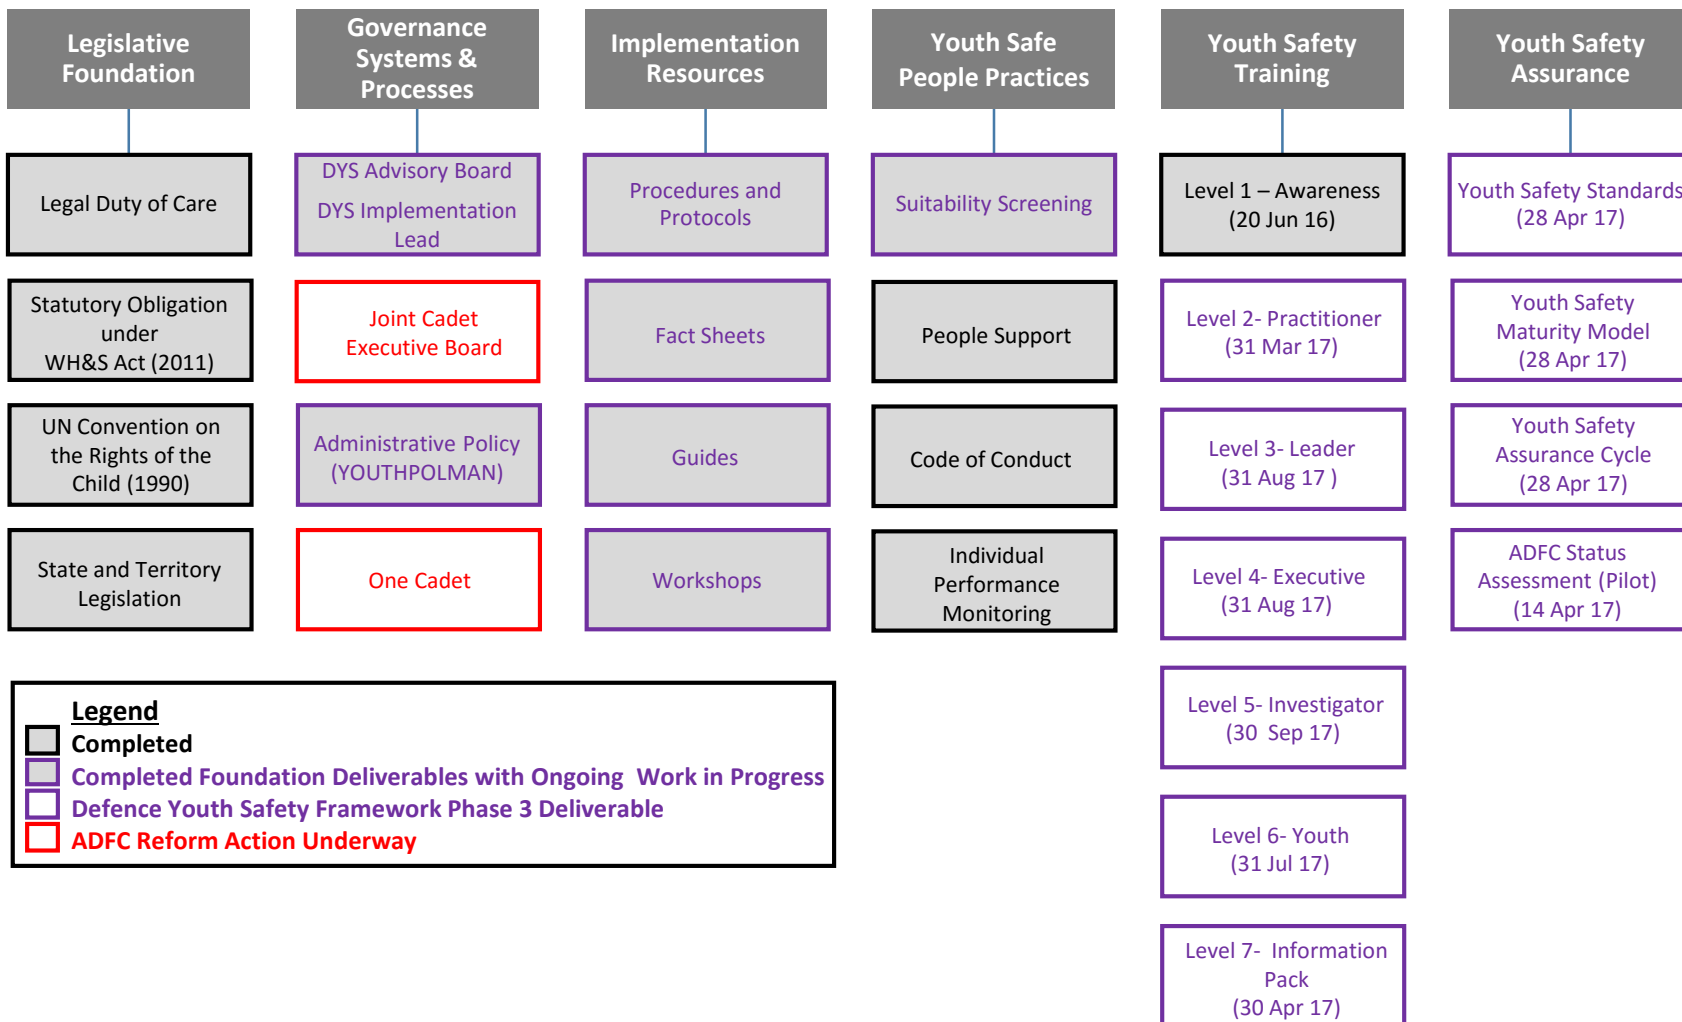 Legislative
Foundation
Governance
Systems &
Processes
Implementation
Resources
Youth Safe
People Practices
Youth Safety
Training
Youth Safety
Assurance
Legal Duty of Care
Statutory Obligation
under
WH&S Act (2011)
UN Convention on
the Rights of the
Child (1990)
State and Territory
Legislation
DYS Advisory Board
DYS Implementation
Lead
Joint Cadet
Executive Board
Administrative Policy
(YOUTHPOLMAN)
One Cadet
Procedures and
Protocols
Fact Sheets
Guides
Workshops
Suitability Screening
People Support
Code of Conduct
Individual
Performance
Monitoring
Level 1 – Awareness
(20 Jun 16)
Level 2- Practitioner
(31 Mar 17)
Level 3- Leader
(31 Aug 17 )
Level 4- Executive
(31 Aug 17)
Level 5- Investigator
(30  Sep 17)
Level 6- Youth
(31 Jul 17)
Level 7-  Information
Pack
(30 Apr 17)
Youth Safety Standards
(28 Apr 17)
Youth Safety
Maturity Model
(28 Apr 17)
Youth Safety
Assurance Cycle
(28 Apr 17)
ADFC Status
Assessment (Pilot)
(14 Apr 17)
Legend
Completed
Completed Foundation Deliverables with Ongoing  Work in Progress
Defence Youth Safety Framework Phase 3 Deliverable
ADFC Reform Action Underway